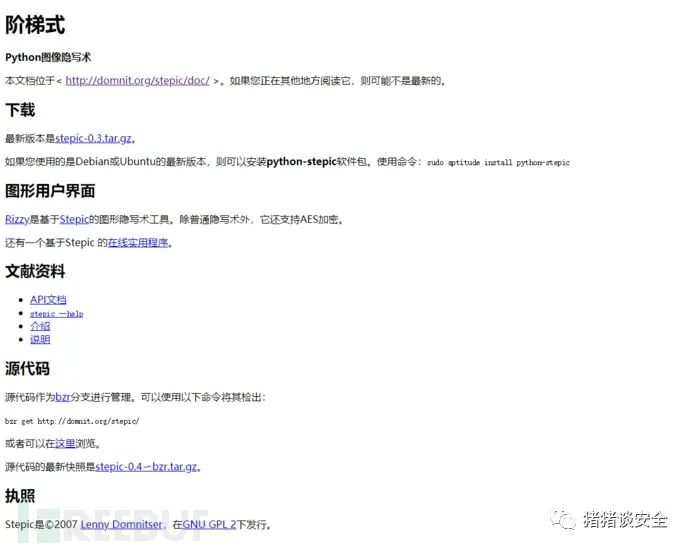 阶梯式
Python图像隐写术
本文档位于< http://domnit.org/stepic/doc/ >。如果您正在其他地方阅读它，则可能不是最新的。
下载
最新版本是stepic-0.3.tar.gz。
如果您使用的是Debian或Ubuntu的最新版本，则可以安装python-stepic软件包。使用命令：sudo aptitude install python-stepic
图形用户界面
Rizzy是基于Stepic的图形隐写术工具。除普通隐写术外，它还支持AES加密。
还有一个基于Stepic 的在线实用程序。
文献资料
API文档
stepic —help
介绍
说明
源代码
源代码作为bzr分支进行管理。可以使用以下命令将其检出：
bzr get http://domnit.org/stepic/
或者可以在这里浏览。
源代码的最新快照是stepic-0.4〜bzr.tar.gz。
执照
Stepic是©2007 Lenny Domnitser，在GNU GPL 2下发行。
REEBUF
猪猪谈安全